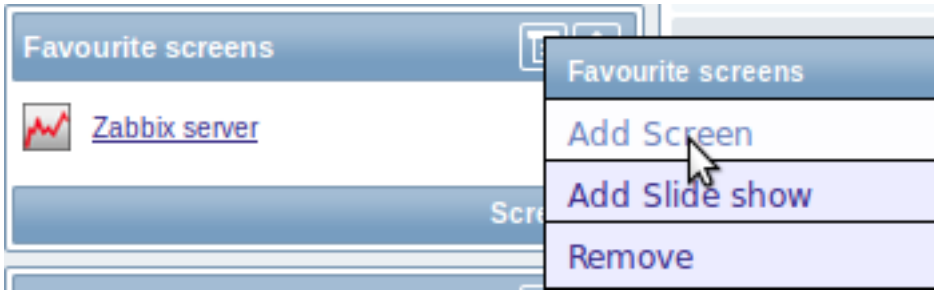 Favourite screens
Zabbix server
Favourite screens
Add Screen
Add Slide show
Remove